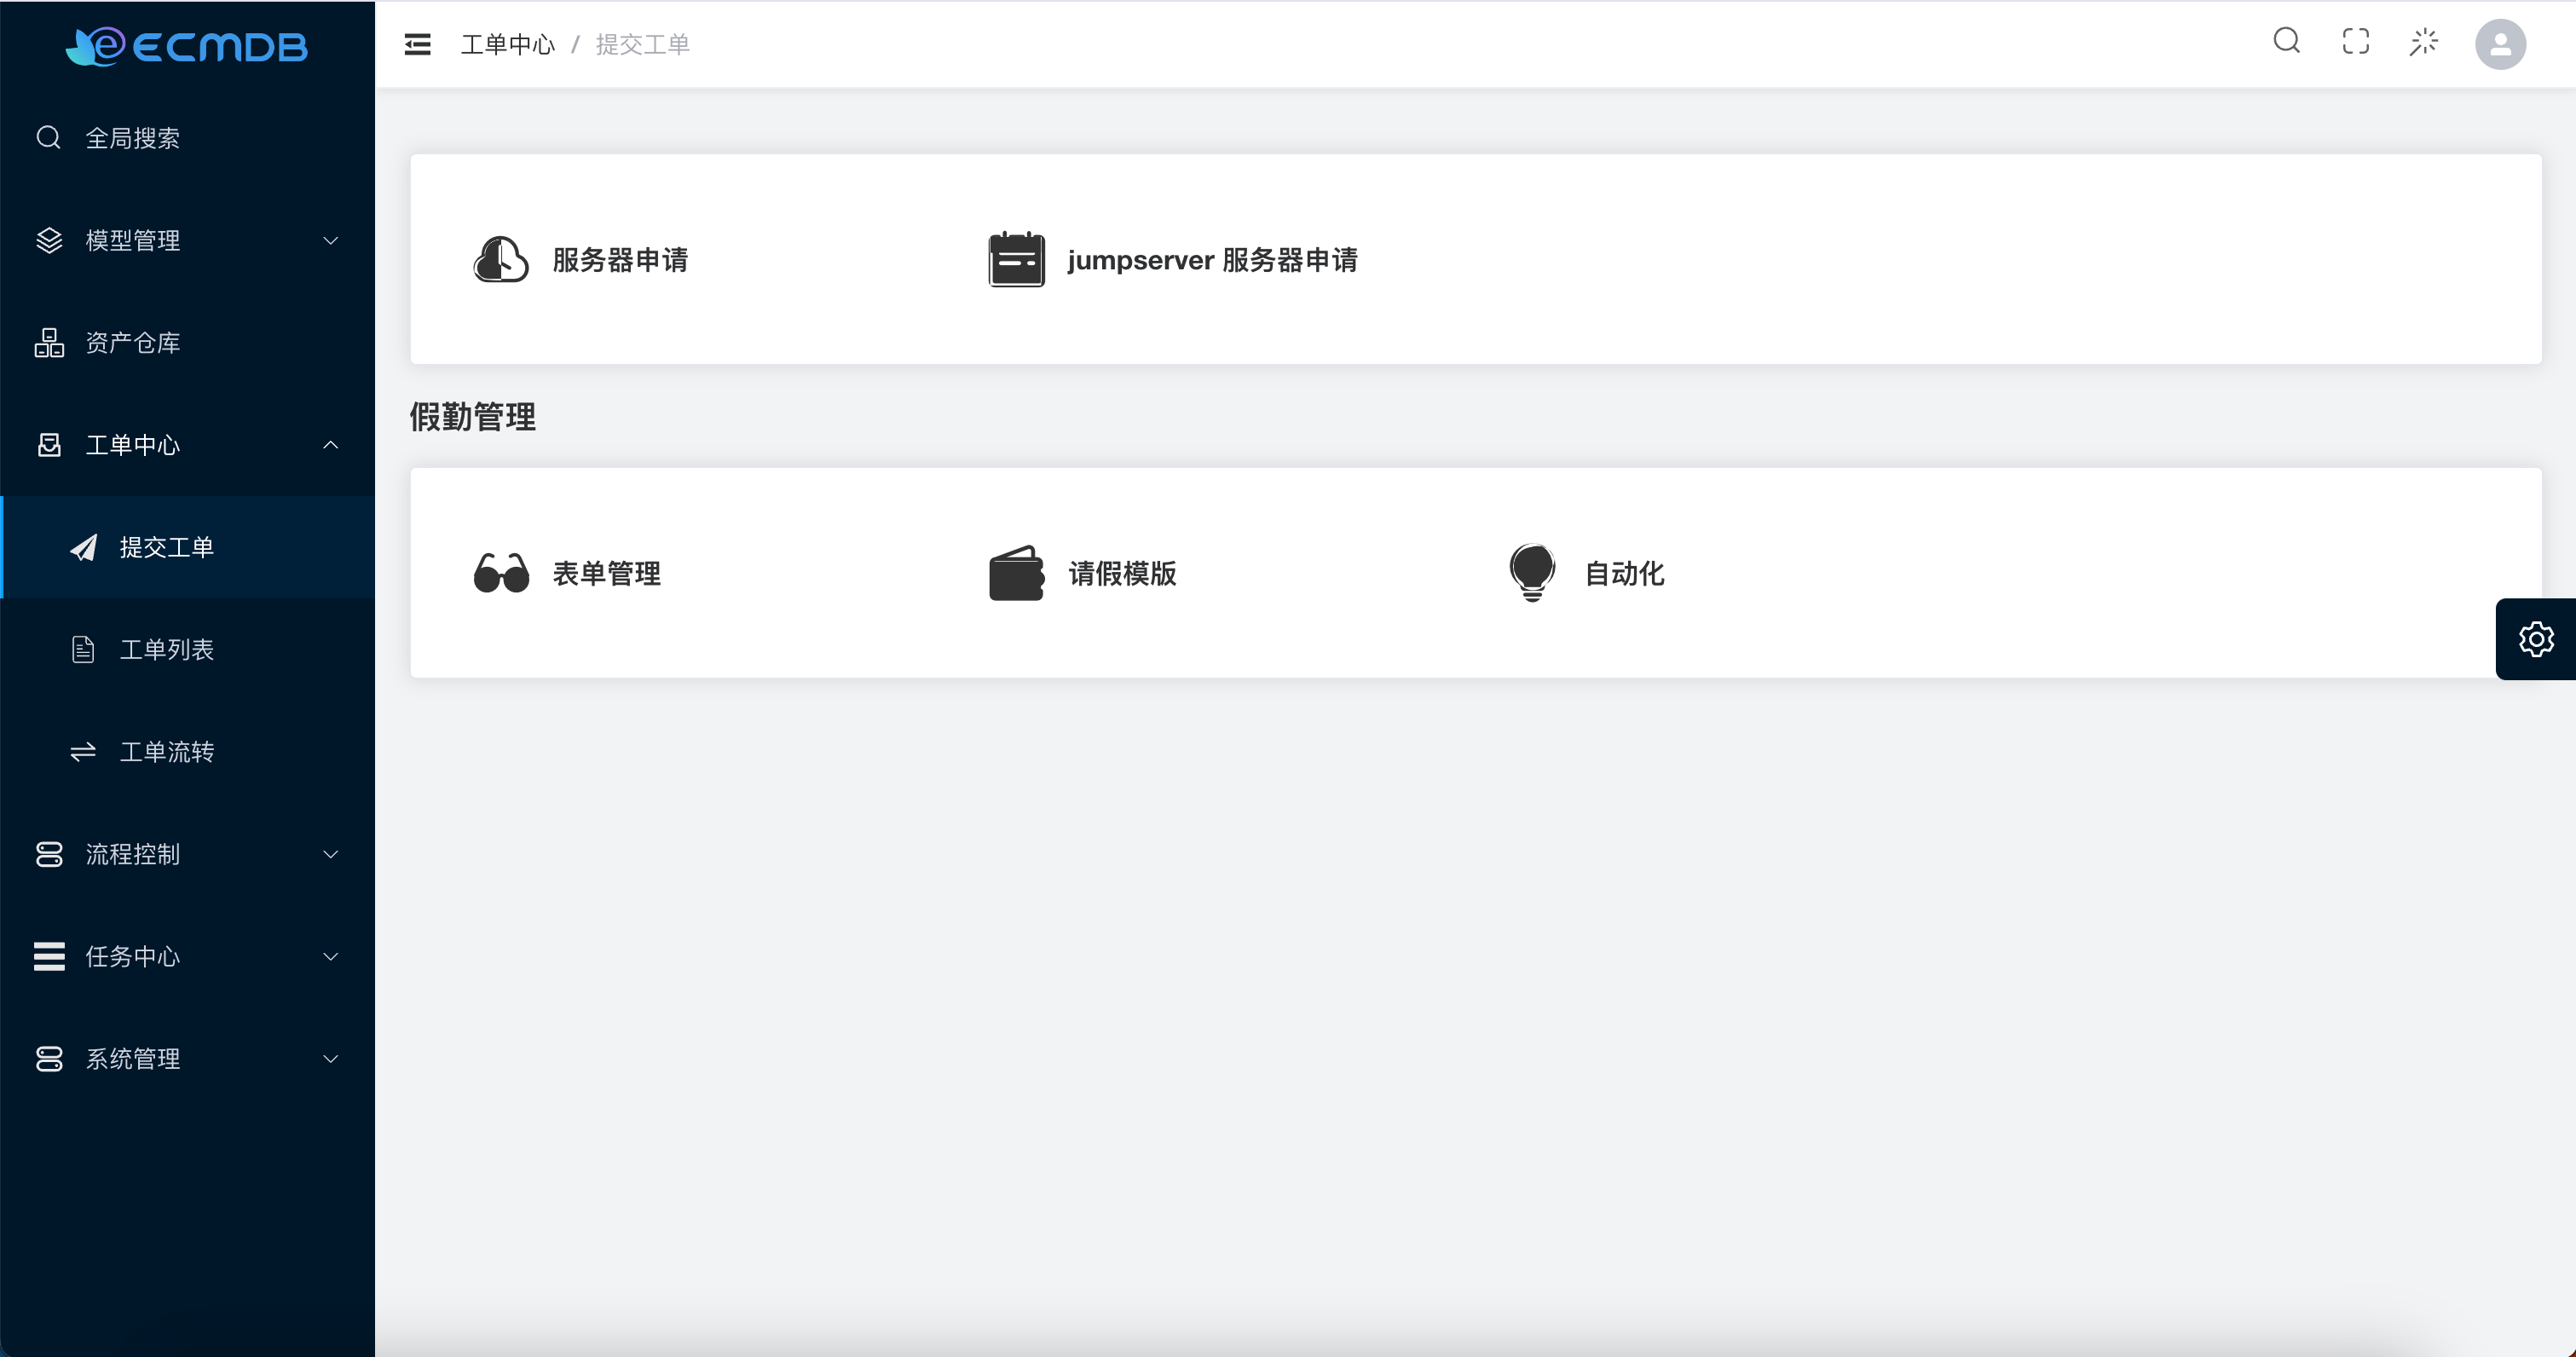 ECMDB
工单中心 / 提交工单
全局搜索
模型管理
资产仓库
工单中心
提交工单
工单列表
工单流转
流程控制
任务中心
系统管理
服务器申请
jumpserver 服务器申请
假勤管理
表单管理
请假模版
自动化